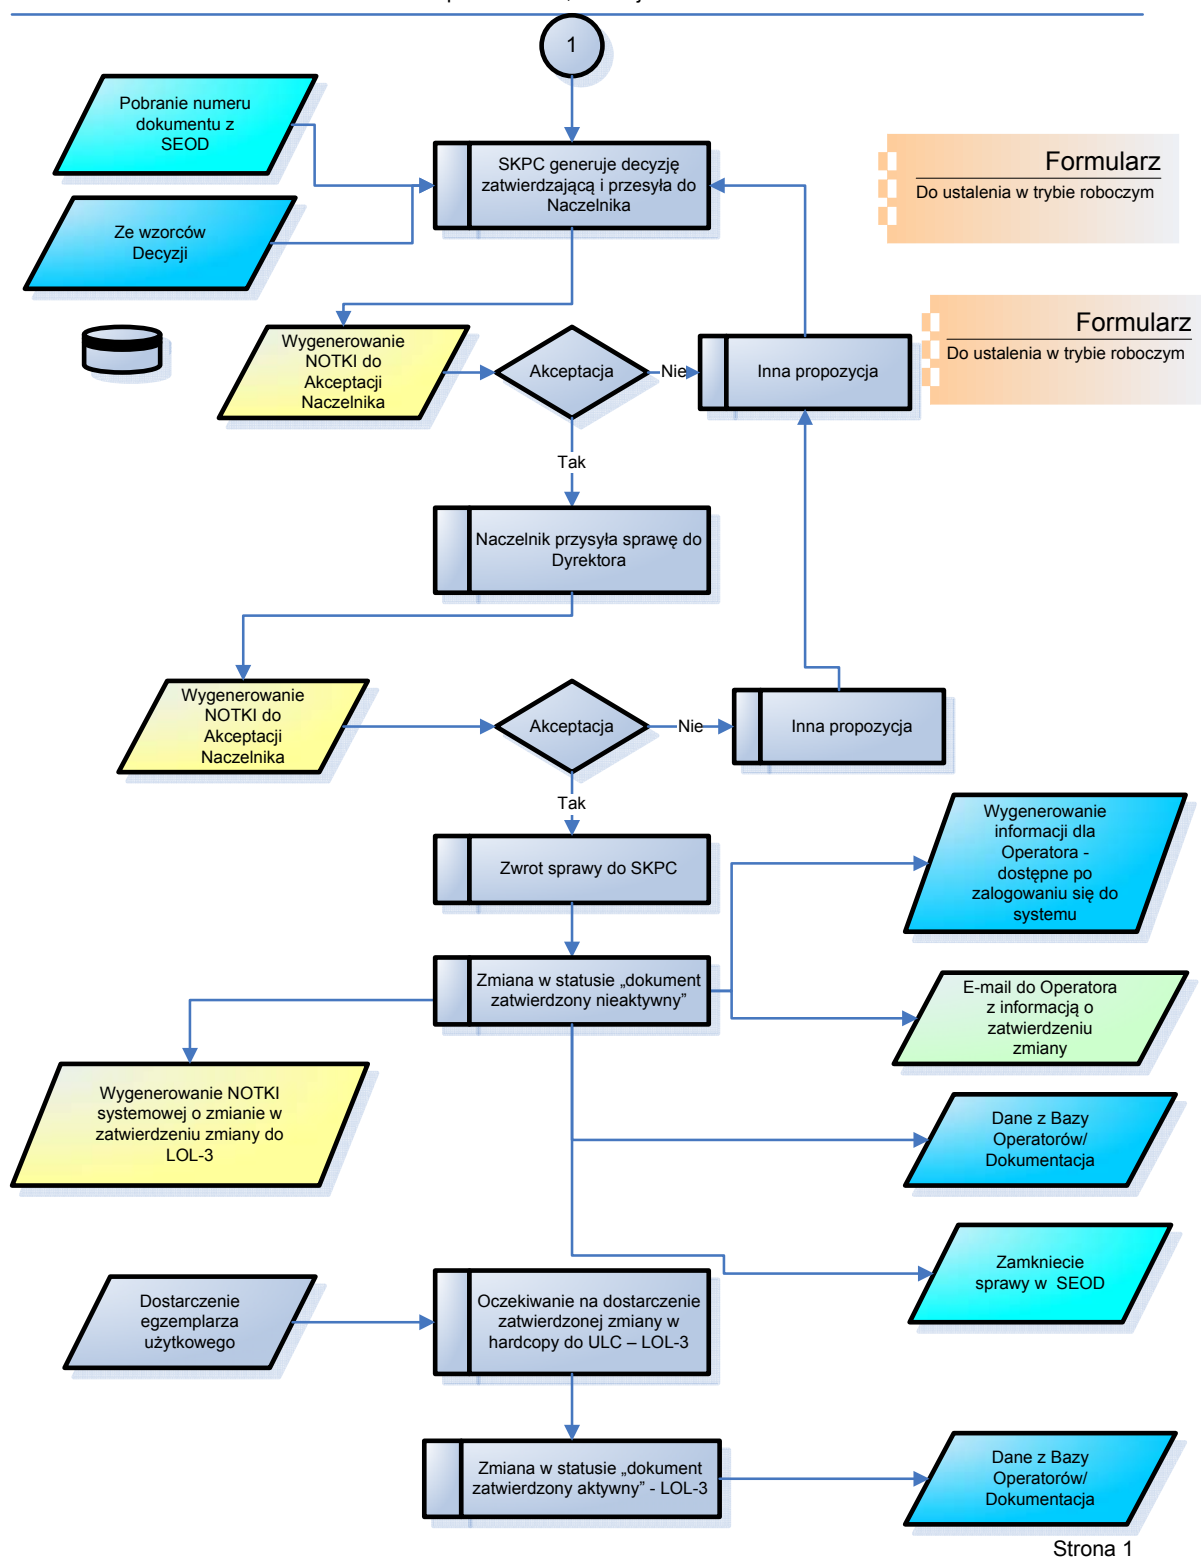 1
Pobranie numeru
dokumentu z
SEOD
SKPC generuje decyzję
zatwierdzającą i przesyła do
Naczelnika
Formularz
Do ustalenia w trybie roboczym
Ze wzorców
Decyzji
Formularz
Do ustalenia w trybie roboczym
Wygenerowanie
NOTKI do
Akceptacji
Naczelnika
Akceptacja
Nie
Inna propozycja
Tak
Naczelnik przysyła sprawę do
Dyrektora
Wygenerowanie
NOTKI do
Akceptacji
Naczelnika
Akceptacja
Nie
Inna propozycja
Tak
Wygenerowanie
informacji dla
Operatora -
dostępne po
zalogowaniu się do
systemu
Zwrot sprawy do SKPC
Zmiana w statusie „dokument
zatwierdzony nieaktywny”
E-mail do Operatora
z informacją o
zatwierdzeniu
zmiany
Wygenerowanie NOTKI
systemowej o zmianie w
zatwierdzeniu zmiany do
LOL-3
Dane z Bazy
Operatorów/
Dokumentacja
Zamkniecie
sprawy w SEOD
Dostarczenie
egzemplarza
użytkowego
Oczekiwanie na dostarczenie
zatwierdzonej zmiany w
hardcopy do ULC – LOL-3
Zmiana w statusie „dokument
zatwierdzony aktywny” - LOL-3
Dane z Bazy
Operatorów/
Dokumentacja
Strona 1